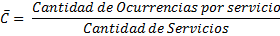 C̄ = Cantidad de Ocurrencias por servicio
Cantidad de Servicios